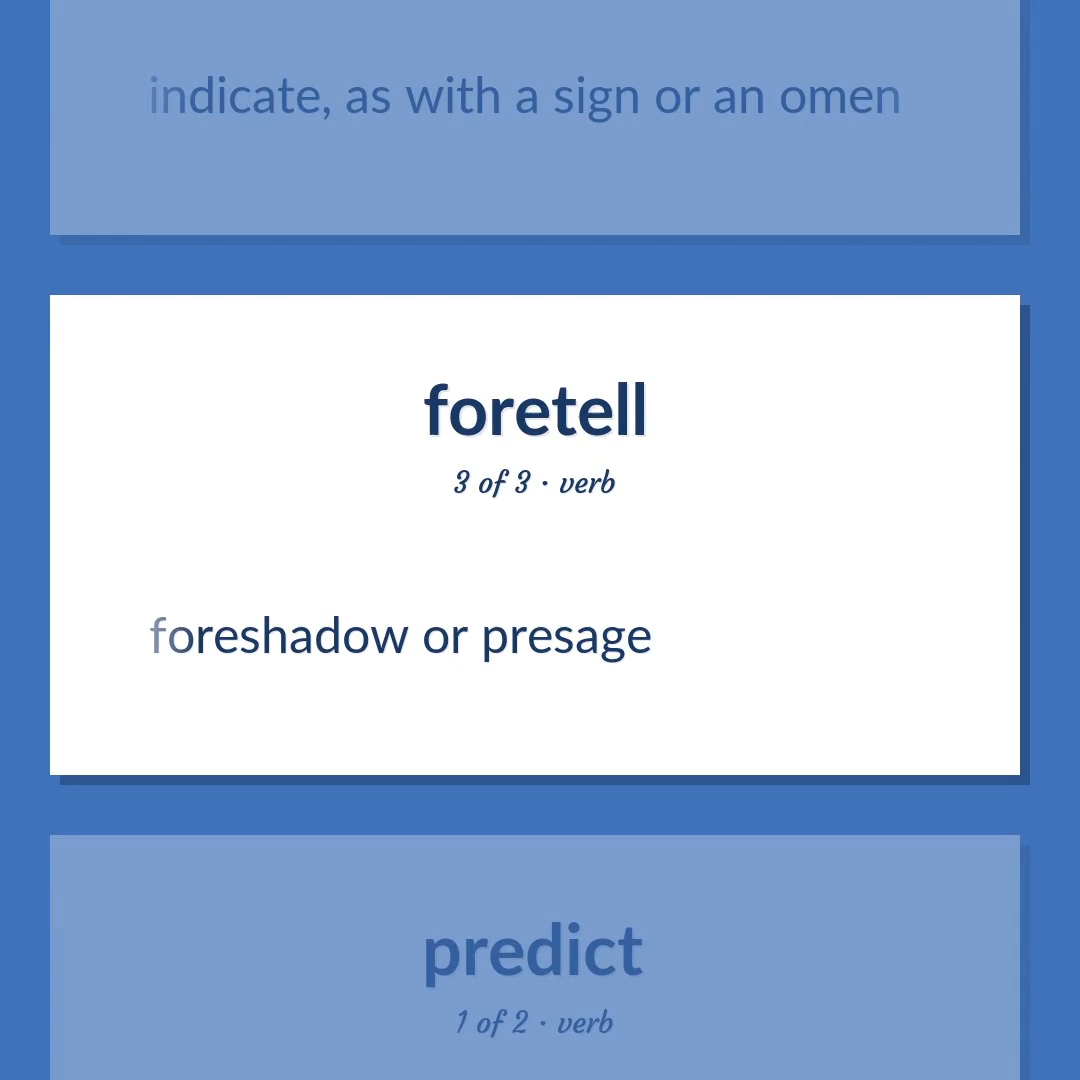 indicate, as with a sign or an omen
foretell
3 of 3 · verb
foreshadow or presage
predict
1 of 2 · verb